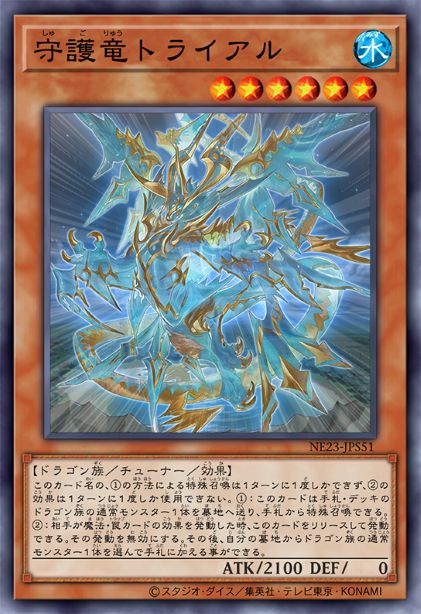 しゅ ご りゅう
守護竜トライアル
みず
水
NE23-JPS51
【ドラゴン族／チューナー／効果】
このカード名の、①の方法による特殊召喚は1ターンに1度しかできず、②の
効果は1ターンに1度しか使用できない。①：このカードは手札・デッキの
ドラゴン族の通常モンスター1体を墓地へ送り、手札から特殊召喚できる。
②：相手が魔法・罠カードの効果を発動した時、このカードをリリースして発動
できる。その発動を無効にする。その後、自分の墓地からドラゴン族の通常
モンスター1体を選んで手札に加える事ができる。
ATK/2100 DEF/ 0
©スタジオ・ダイス／集英社・テレビ東京・KONAMI